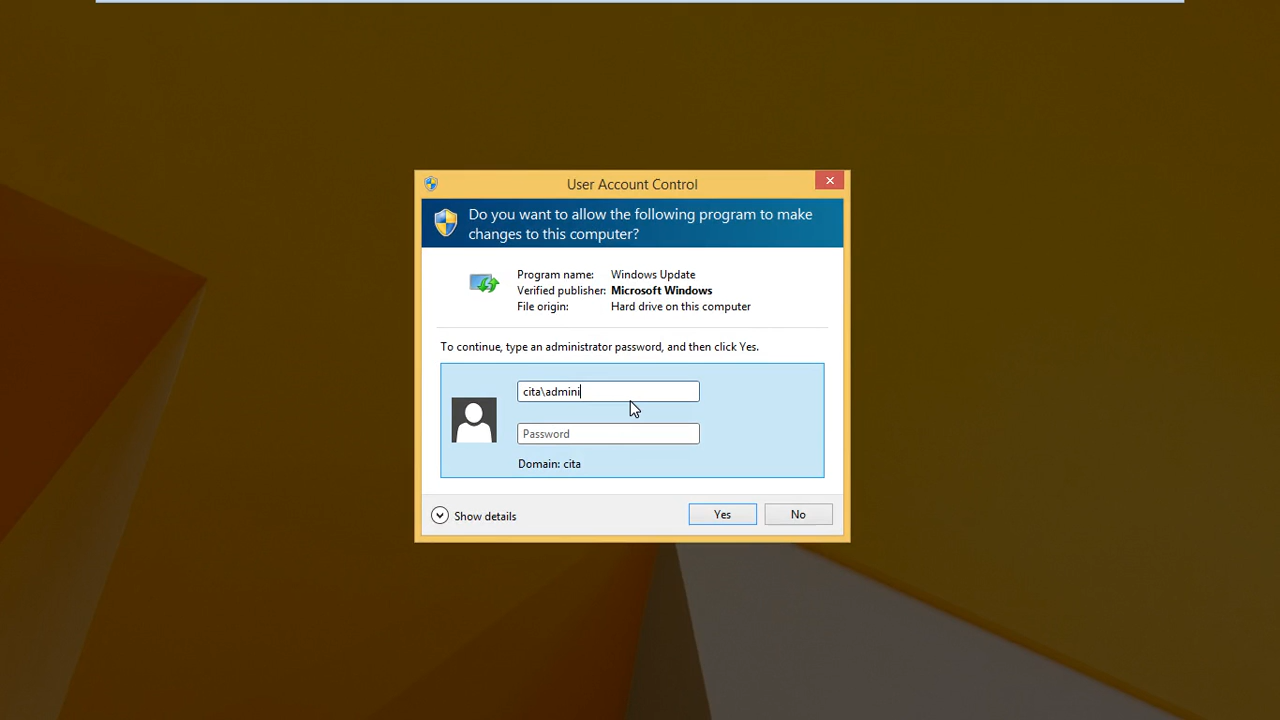 User Account Control
Do you want to allow the following program to make
changes to this computer?
Program name: Windows Update
Verified publisher: Microsoft Windows
File origin: Hard drive on this computer
To continue, type an administrator password, and then click Yes.
cita\admini
Password
Domain: cita
Show details
Yes
No